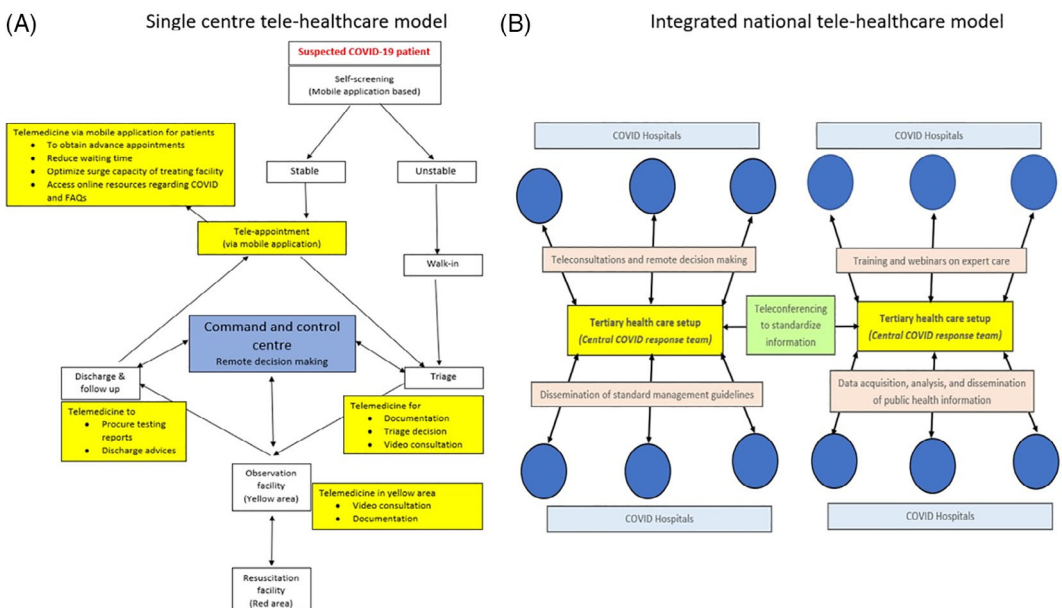 (A)
Single centre tele-healthcare model
Suspected COVID-19 patient
Self-screening
(Mobile application based)
Telemedicine via mobile application for patients
• To obtain advance appointments
• Reduce waiting time
• Optimize surge capacity of treating facility
• Access online resources regarding COVID
and FAQs
Stable
Unstable
Tele-appointment
(via mobile application)
Walk-in
Command and control
centre
Remote decision making
Discharge &
follow up
Triage
Telemedicine to
• Procure testing
reports
• Discharge advices
Telemedicine for
• Documentation
• Triage decision
• Video consultation
Observation
facility
(Yellow area)
Telemedicine in yellow area
• Video consultation
• Documentation
Resuscitation
facility
(Red area)
(B)
Integrated national tele-healthcare model
COVID Hospitals
COVID Hospitals
Teleconsultations and remote decision making
Training and webinars on expert care
Tertiary health care setup
(Central COVID response team)
Teleconferencing
to standardize
information
Tertiary health care setup
(Central COVID response team)
Dissemination of standard management guidelines
Data acquisition, analysis, and dissemination
of public health information
COVID Hospitals
COVID Hospitals